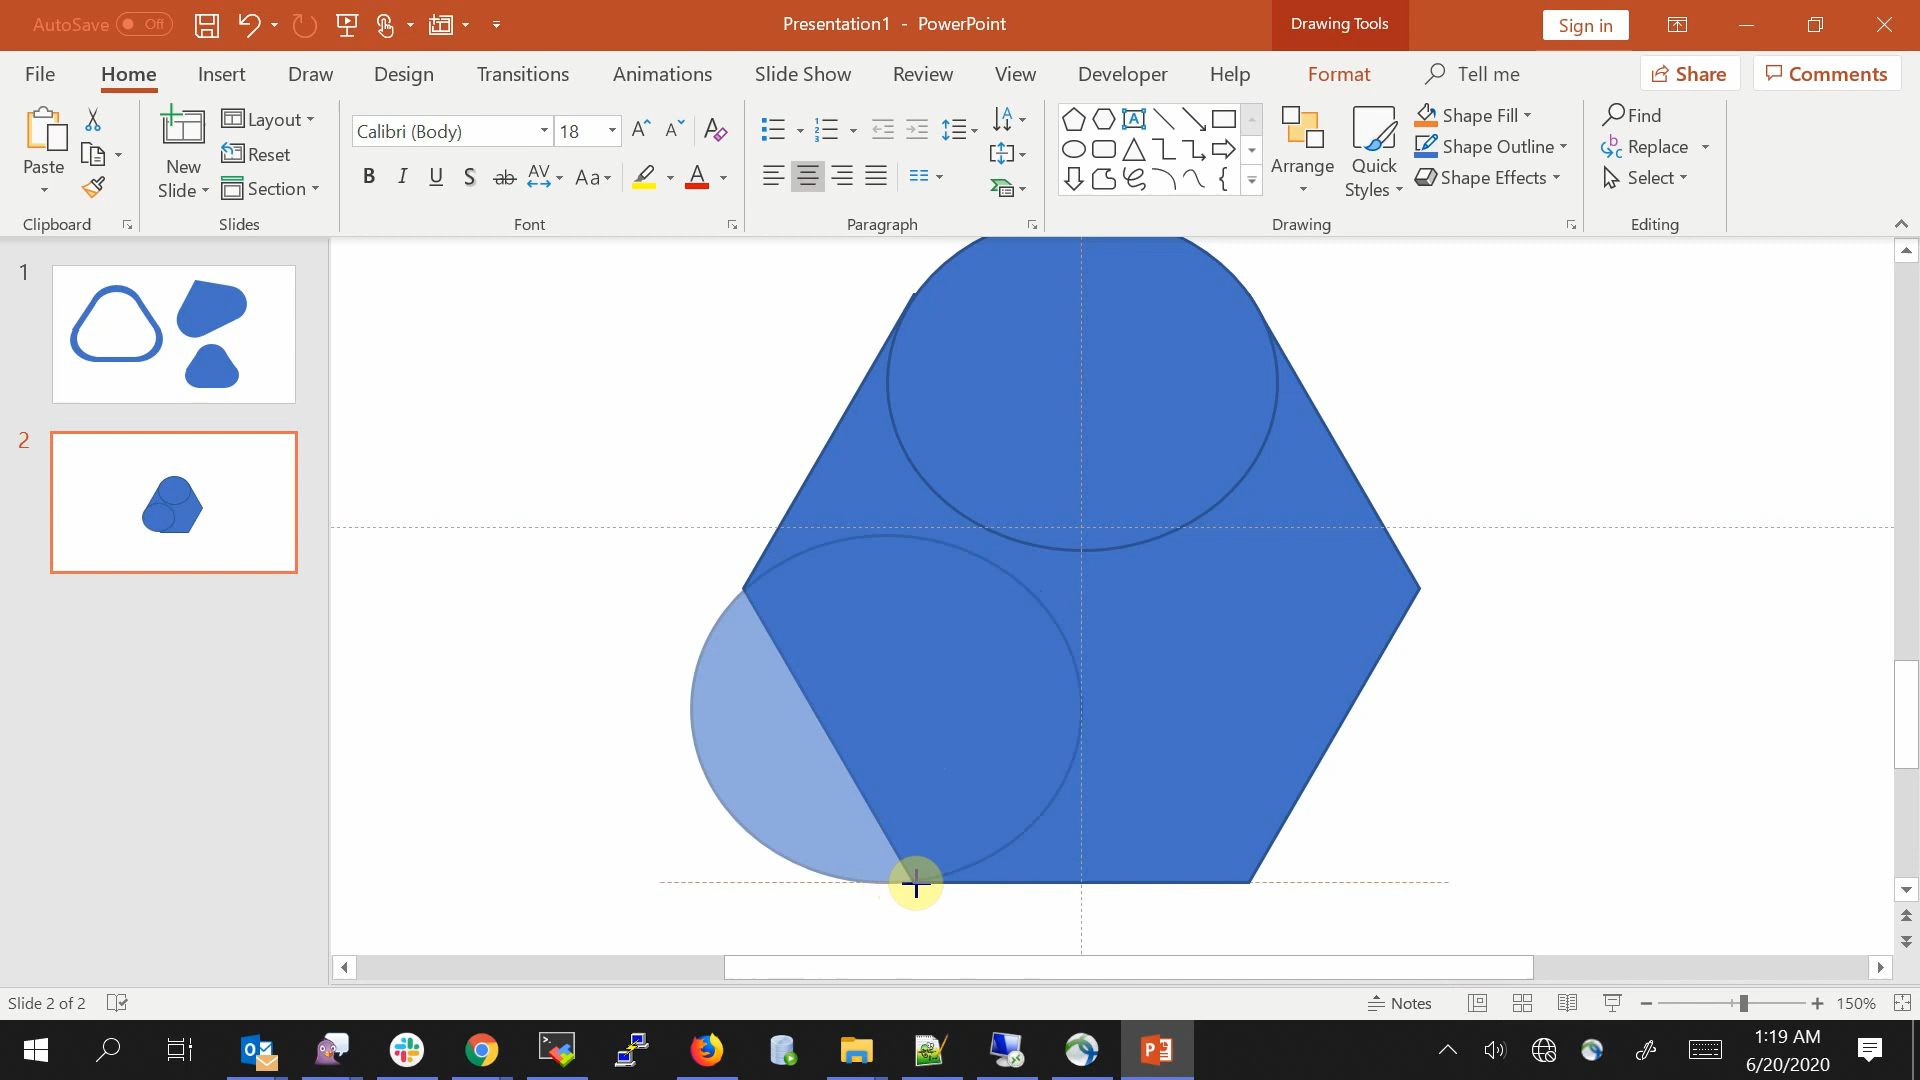 AutoSave Off
Presentation1 - PowerPoint
Drawing Tools
Sign in
File Home Insert Draw Design Transitions Animations Slide Show Review View Developer Help Format Tell me
Share Comments
Paste
New
Slide
Layout
Reset
Section
Calibri (Body) 18
B I U S ab AV Aa A
Arrange
Quick
Styles
Shape Fill
Shape Outline
Shape Effects
Find
Replace
Select
Clipboard Slides Font Paragraph Drawing Editing
1
2
Slide 2 of 2
Notes
150%
1:19 AM
6/20/2020